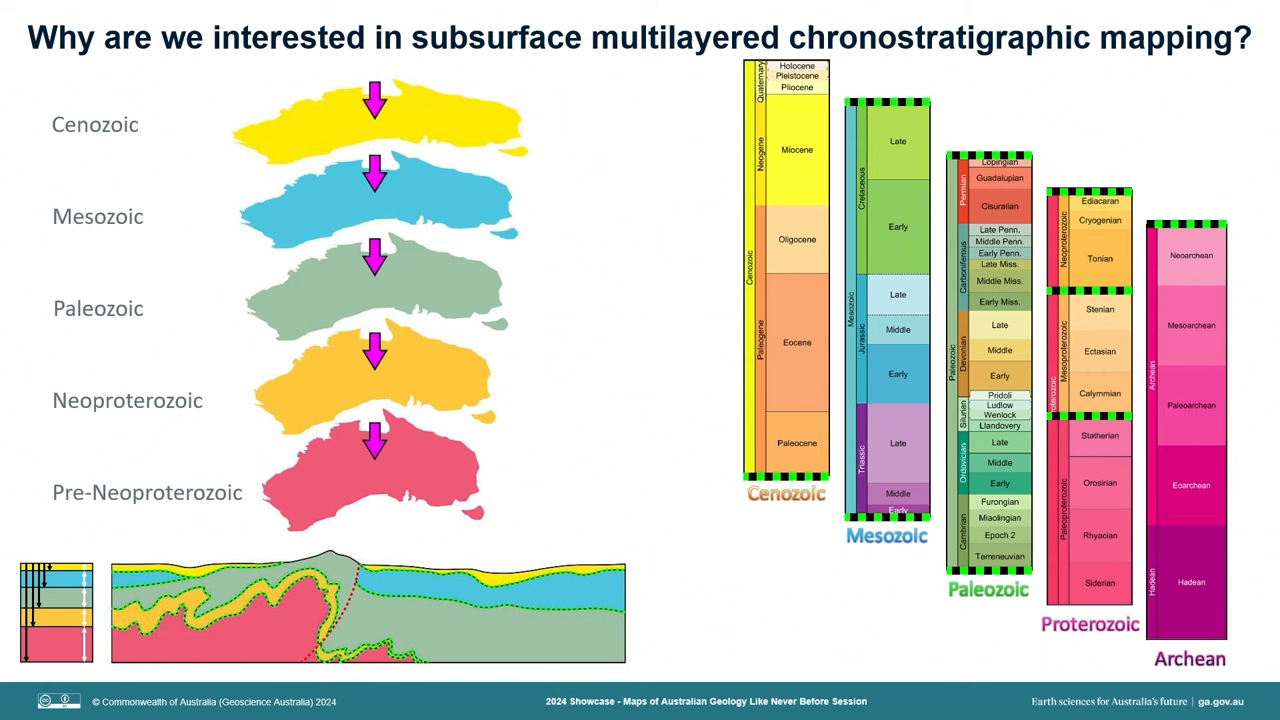 Why are we interested in subsurface multilayered chronostratigraphic mapping?
Cenozoic
Mesozoic
Paleozoic
Neoproterozoic
Pre-Neoproterozoic
Cenozoic
Quaternary
Neogene
Paleogene
Holocene
Pleistocene
Pliocene
Miocene
Oligocene
Eocene
Paleocene
Cenozoic
Mesozoic
Cretaceous
Jurassic
Triassic
Late
Early
Late
Middle
Early
Late
Middle
Early
Mesozoic
Paleozoic
Permian
Carboniferous
Devonian
Silurian
Ordovician
Cambrian
Lopingian
Guadalupian
Cisuralian
Late Penn.
Middle Penn.
Early Penn.
Late Miss.
Middle Miss.
Early Miss.
Late
Middle
Early
Pridoli
Ludlow
Wenlock
Llandovery
Late
Middle
Early
Furongian
Miaolingian
Epoch 2
Terreneuvian
Paleozoic
Neoproterozoic
Mesoproterozoic
Paleoproterozoic
Ediacaran
Cryogenian
Tonian
Stenian
Ectasian
Calymmian
Statherian
Orosirian
Rhyacian
Siderian
Proterozoic
Archean
Hadean
Neoarchean
Mesoarchean
Paleoarchean
Eoarchean
Hadean
Archean
© Commonwealth of Australia (Geoscience Australia) 2024
2024 Showcase - Maps of Australian Geology Like Never Before Session
Earth sciences for Australia's future | ga.gov.au